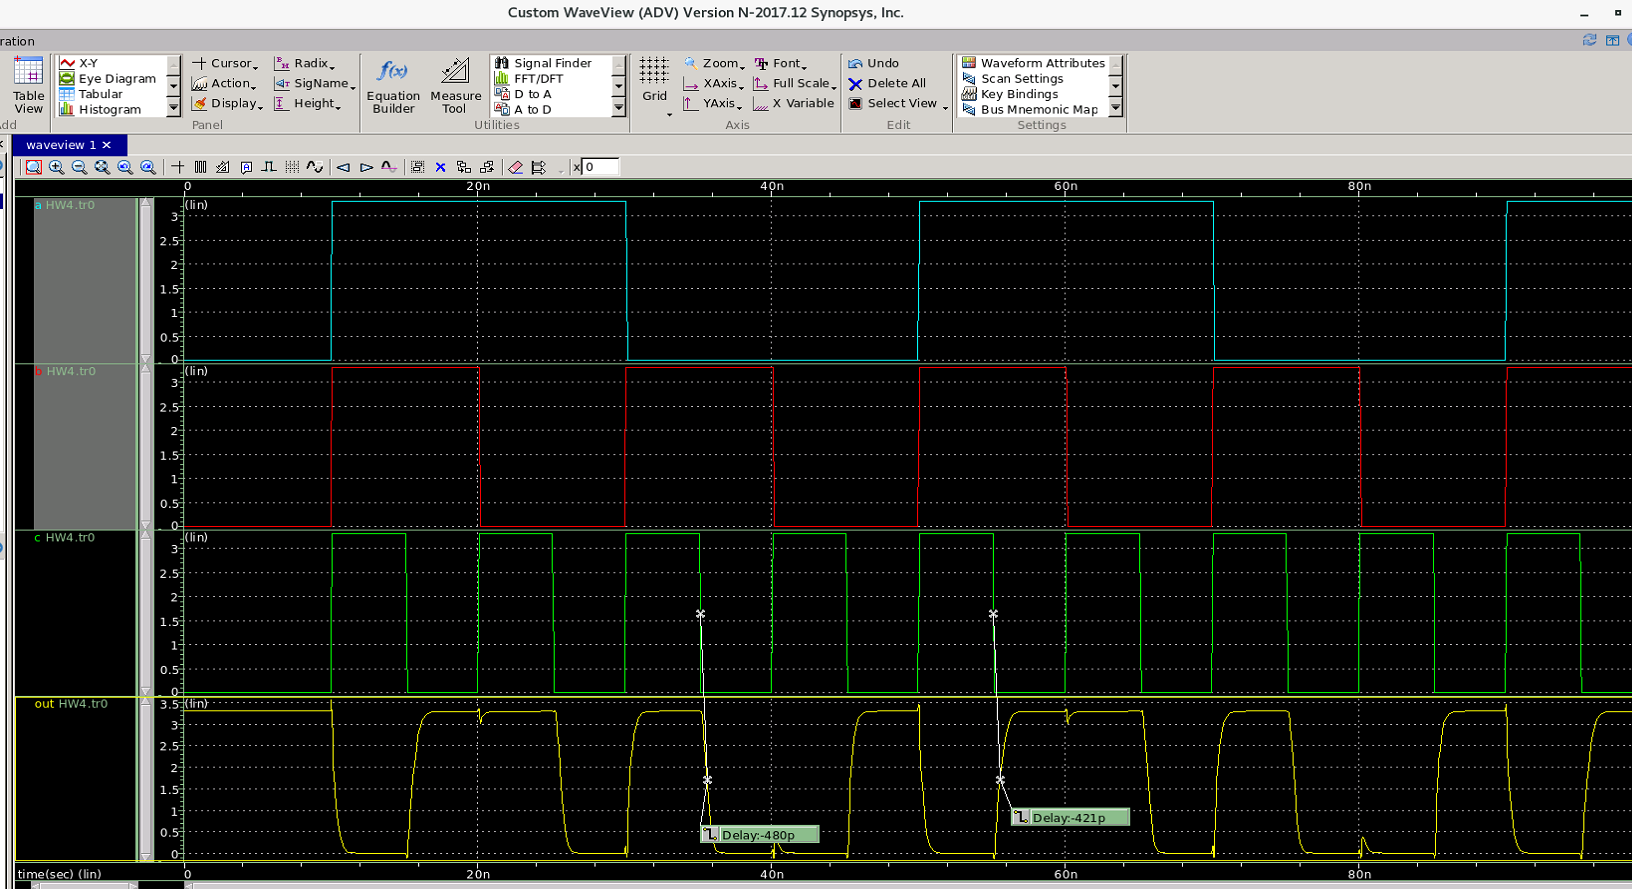 Custom WaveView (ADV) Version N-2017.12 Synopsys, Inc.
ration
Table View
X-Y
Eye Diagram
Tabular
Histogram
Cursor
Action
Display
Radix
SigName
Height
f(x)
Equation Builder
Measure Tool
Signal Finder
FFT/DFT
D to A
A to D
Grid
Zoom
XAxis
YAxis
Font
Full Scale
X Variable
Undo
Delete All
Select View
Waveform Attributes
Scan Settings
Key Bindings
Bus Mnemonic Map
Add
Panel
Utilities
Axis
Edit
Settings
waveview 1
x 0
0 20n 40n 60n 80n
a HW4.tr0
(lin)
3
2.5
2
1.5
1
0.5
0
b HW4.tr0
(lin)
3
2.5
2
1.5
1
0.5
0
c HW4.tr0
(lin)
3
2.5
2
1.5
1
0.5
0
out HW4.tr0
3.5 (lin)
3
2.5
2
1.5
1
0.5
0
Delay:-480p
Delay:-421p
time(sec) (lin) 0 20n 40n 60n 80n